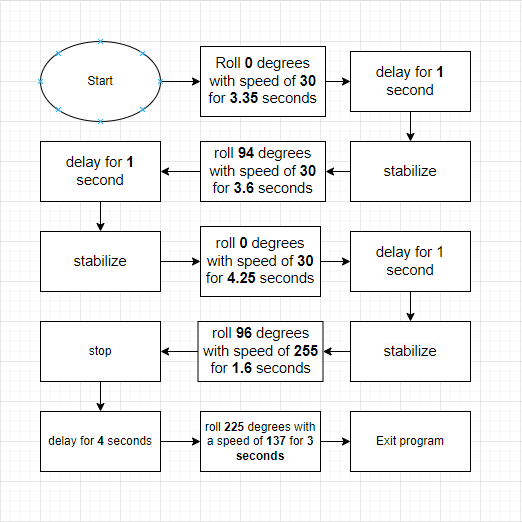 Start
Roll 0 degrees
with speed of 30
for 3.35 seconds
delay for 1
second
stabilize
roll 94 degrees
with speed of 30
for 3.6 seconds
delay for 1
second
stabilize
roll 0 degrees
with speed of 30
for 4.25 seconds
delay for 1
second
stabilize
roll 96 degrees
with speed of 255
for 1.6 seconds
stop
delay for 4 seconds
roll 225 degrees with
a speed of 137 for 3
seconds
Exit program